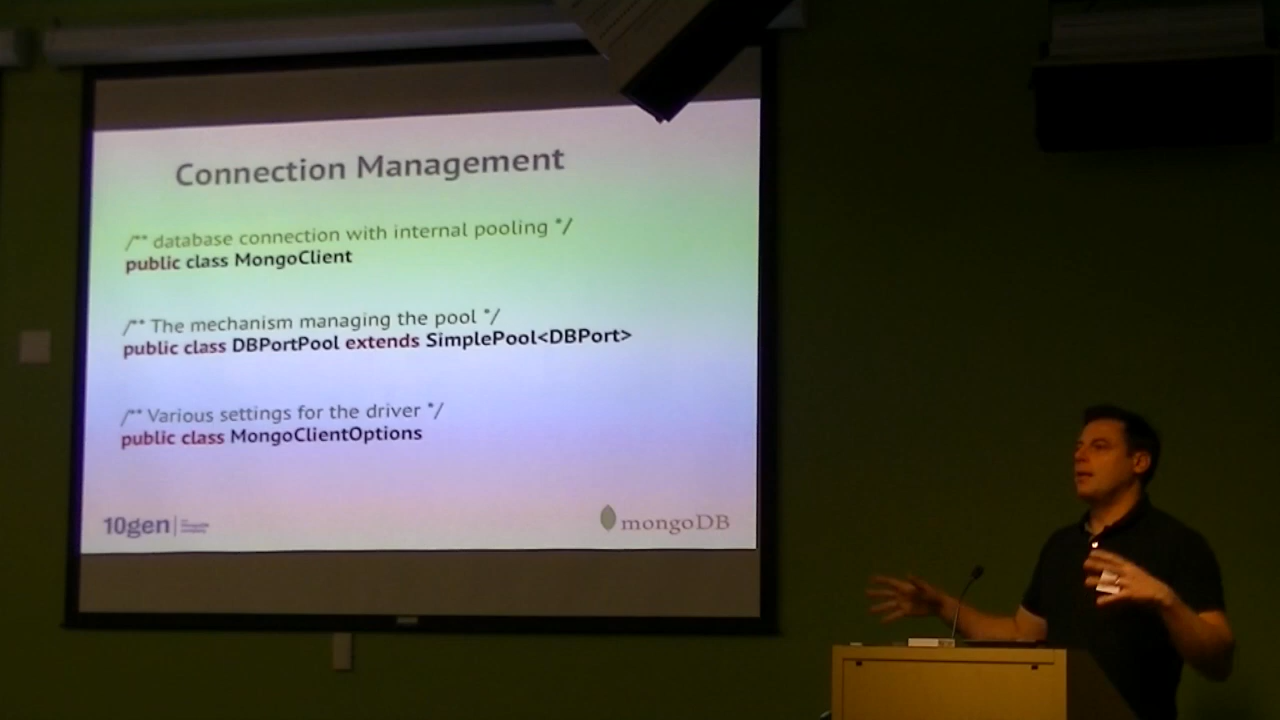 Connection Management
/** database connection with internal pooling */
public class MongoClient
/** The mechanism managing the pool */
public class DBPortPool extends SimplePool<DBPort>
/** Various settings for the driver */
public class MongoClientOptions
10gen
mongoDB